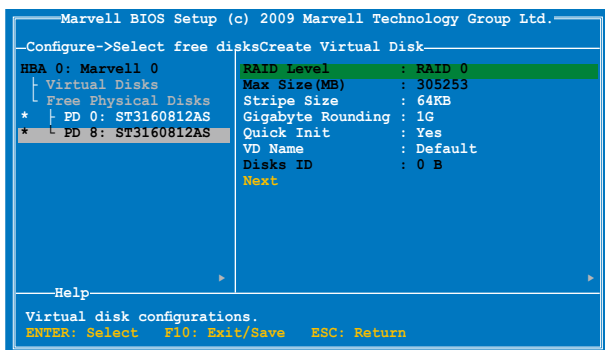 Marvell BIOS Setup (c) 2009 Marvell Technology Group Ltd.
Configure->Select free disksCreate Virtual Disk
HBA 0: Marvell 0
Virtual Disks
Free Physical Disks
* PD 0: ST3160812AS
* PD 8: ST3160812AS
RAID Level : RAID 0
Max Size(MB) : 305253
Stripe Size : 64KB
Gigabyte Rounding : 1G
Quick Init : Yes
VD Name : Default
Disks ID : 0 B
Next
Help
Virtual disk configurations.
ENTER: Select F10: Exit/Save ESC: Return